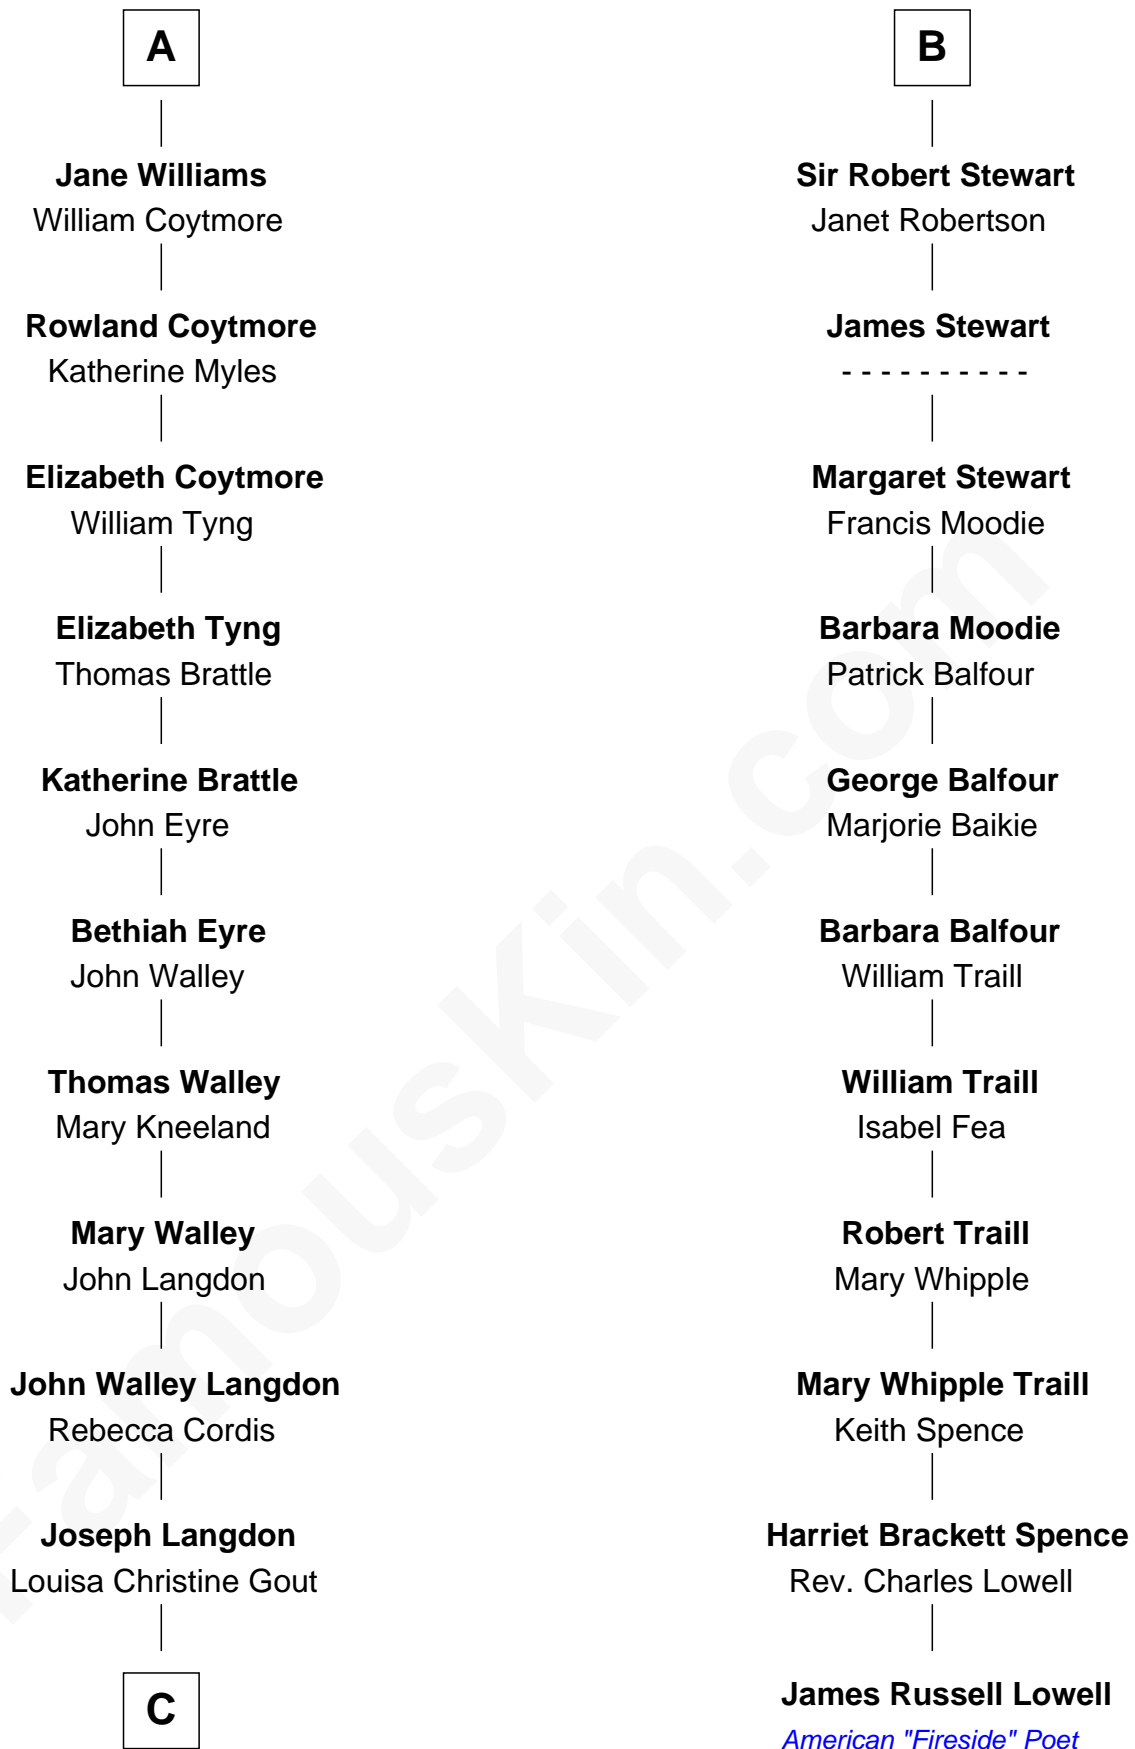 A
Jane Williams
William Coytmore
Rowland Coytmore
Katherine Myles
Elizabeth Coytmore
William Tyng
Elizabeth Tyng
Thomas Brattle
Katherine Brattle
John Eyre
Bethiah Eyre
John Walley
Thomas Walley
Mary Kneeland
Mary Walley
John Langdon
John Walley Langdon
Rebecca Cordis
Joseph Langdon
Louisa Christine Gout
C
B
Sir Robert Stewart
Janet Robertson
James Stewart
- - - - - - - - - -
Margaret Stewart
Francis Moodie
Barbara Moodie
Patrick Balfour
George Balfour
Marjorie Baikie
Barbara Balfour
William Traill
William Traill
Isabel Fea
Robert Traill
Mary Whipple
Mary Whipple Traill
Keith Spence
Harriet Brackett Spence
Rev. Charles Lowell
James Russell Lowell
American "Fireside" Poet
FamousKin.com